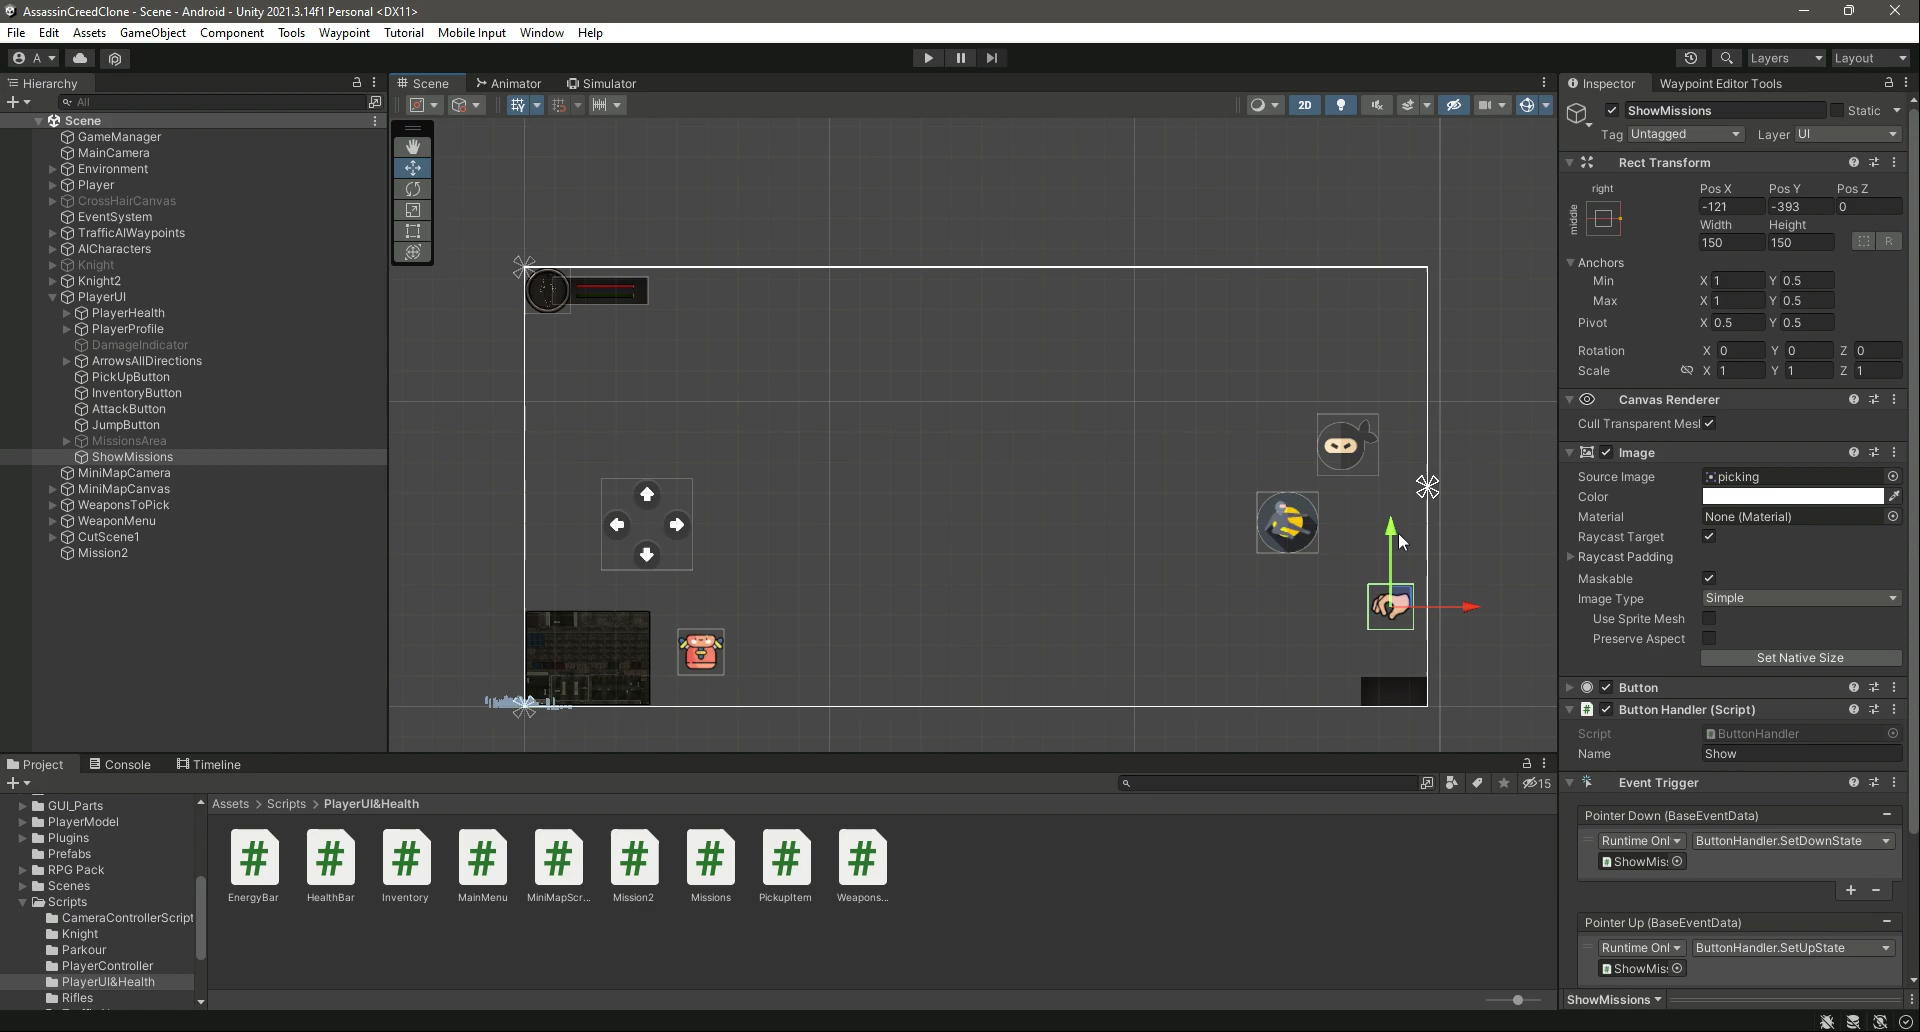 AssassinCreedClone - Scene - Android - Unity 2021.3.14f1 Personal <DX11>
File Edit Assets GameObject Component Tools Jobs Waypoint Tutorial Mobile Input Window Help
A
Layers
Layout
Hierarchy
All
Scene
GameManager
MainCamera
Environment
Player
CrossHairCanvas
EventSystem
TrafficAIWaypoints
AICharacters
Knight
Knight2
PlayerUI
PlayerHealth
PlayerProfile
DamageIndicator
ArrowsAllDirections
PickUpButton
InventoryButton
AttackButton
JumpButton
MissionsArea
ShowMissions
MiniMapCamera
MiniMapCanvas
WeaponsToPick
WeaponMenu
CutScene1
Mission2
Scene Animator Simulator
2D
Inspector Waypoint Editor Tools
ShowMissions Static
Tag Untagged Layer UI
Rect Transform
right
middle
Pos X Pos Y Pos Z
-121 -393 0
Width Height
150 150
R
Anchors
Min X 1 Y 0.5
Max X 1 Y 0.5
Pivot X 0.5 Y 0.5
Rotation X 0 Y 0 Z 0
Scale X 1 Y 1 Z 1
Canvas Renderer
Cull Transparent Mesl
Image
Source Image picking
Color
Material None (Material)
Raycast Target
Raycast Padding
Maskable
Image Type Simple
Use Sprite Mesh
Preserve Aspect
Set Native Size
Button
Button Handler (Script)
Script ButtonHandler
Name Show
Event Trigger
Pointer Down (BaseEventData)
Runtime Onl ButtonHandler.SetDownState
ShowMis:
Pointer Up (BaseEventData)
Runtime Onl ButtonHandler.SetUpState
ShowMis:
ShowMissions
Project Console Timeline
15
GUI_Parts
PlayerModel
Plugins
Prefabs
RPG Pack
Scenes
Scripts
CameraControllerScript
Knight
Parkour
PlayerController
PlayerUI&Health
Rifles
Assets > Scripts > PlayerUI&Health
EnergyBar HealthBar Inventory MainMenu MiniMapScr... Mission2 Missions PickupItem Weapons...